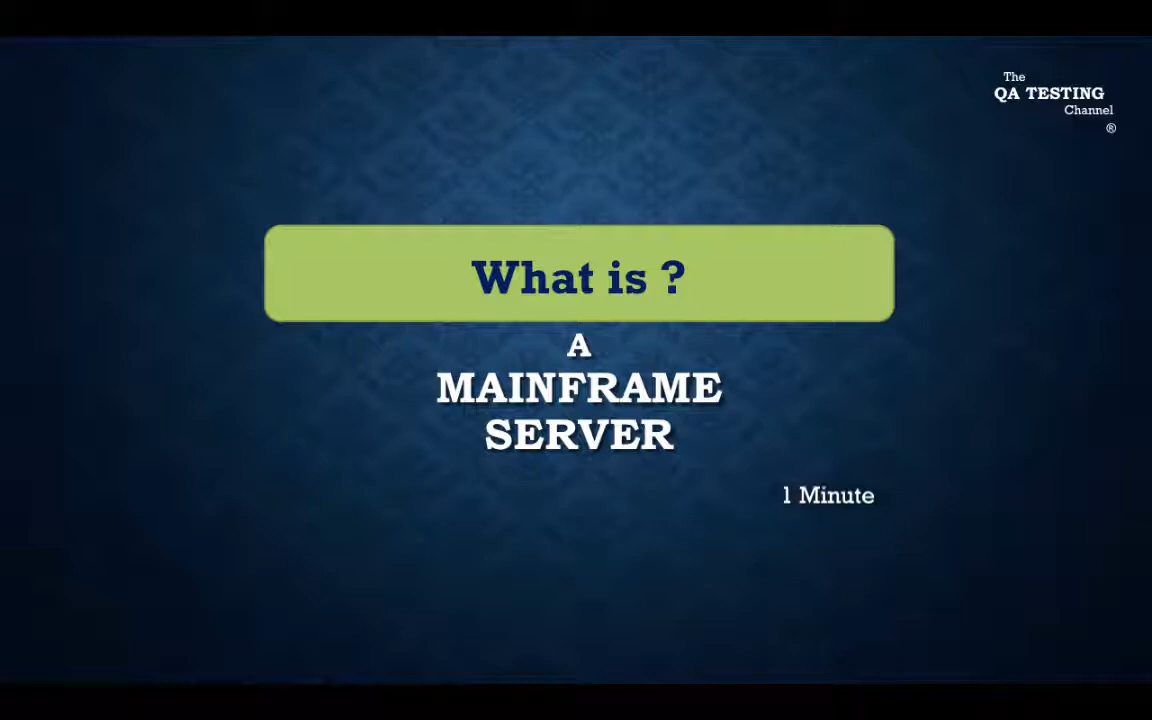 The
QA TESTING
Channel
®
What is ?
A
MAINFRAME
SERVER
1 Minute